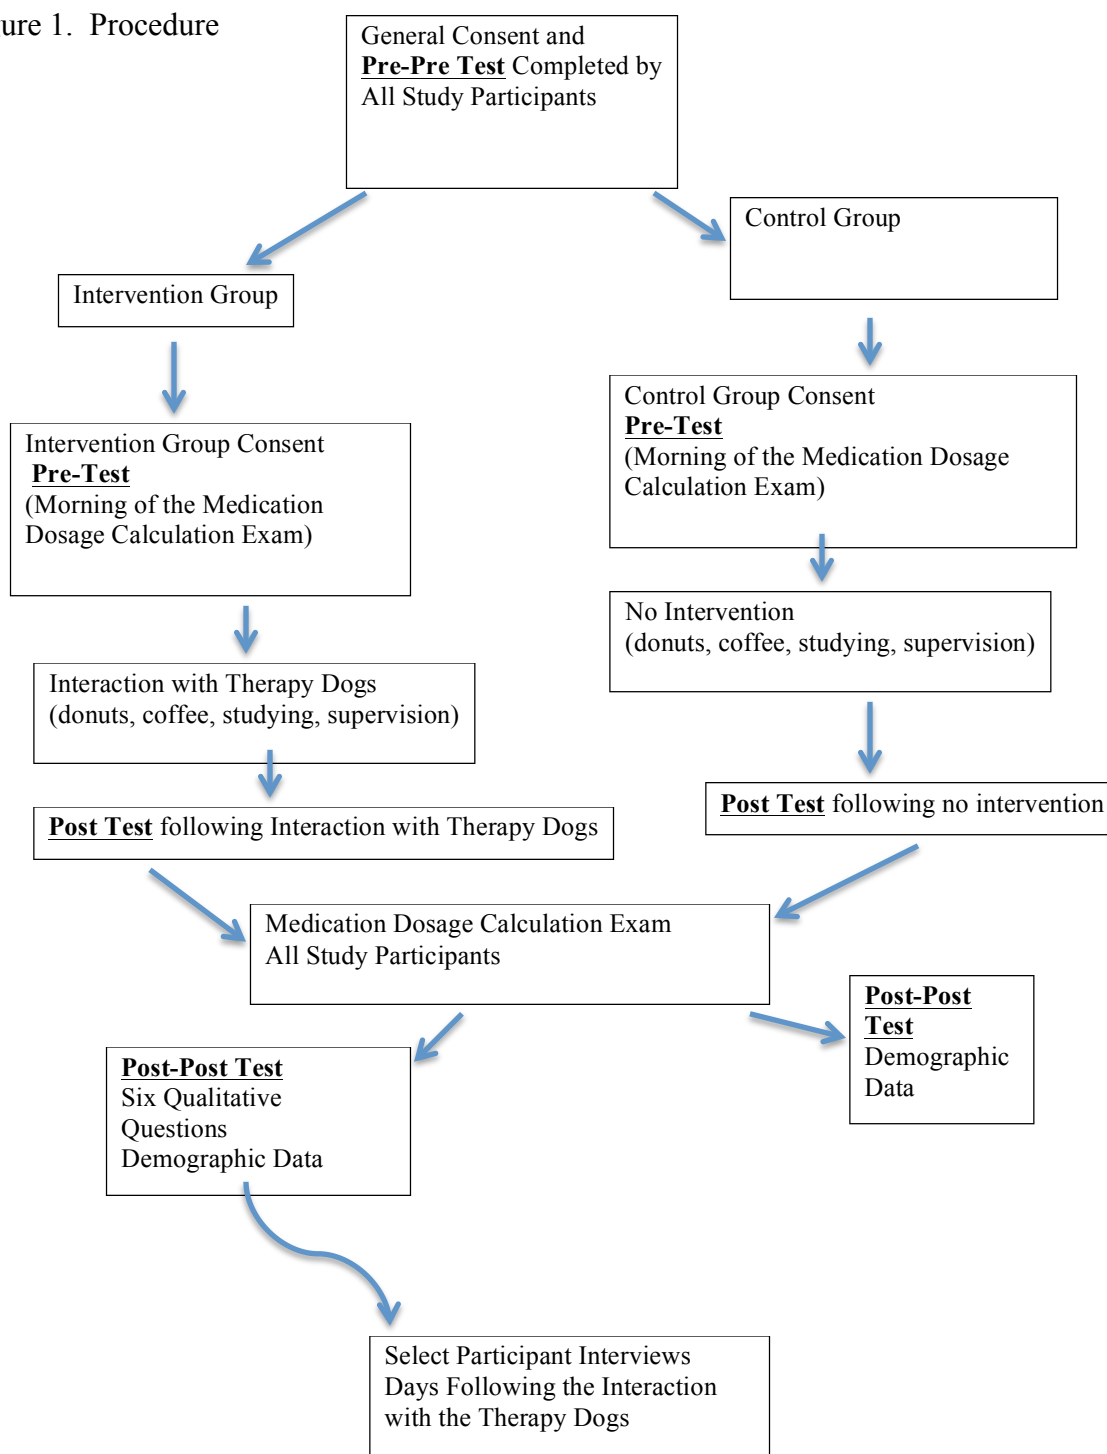 ure 1.  Procedure
General Consent and
Pre-Pre Test Completed by
All Study Participants
Control Group
Intervention Group
Control Group Consent
Pre-Test
(Morning of the Medication Dosage
Calculation Exam)
Intervention Group Consent
Pre-Test
(Morning of the Medication
Dosage Calculation Exam)
No Intervention
(donuts, coffee, studying, supervision)
Interaction with Therapy Dogs
(donuts, coffee, studying, supervision)
Post Test following no intervention
Post Test following Interaction with Therapy Dogs
Medication Dosage Calculation Exam
All Study Participants
Post-Post
Test
Demographic
Data
Post-Post Test
Six Qualitative
Questions
Demographic Data
Select Participant Interviews
Days Following the Interaction
with the Therapy Dogs